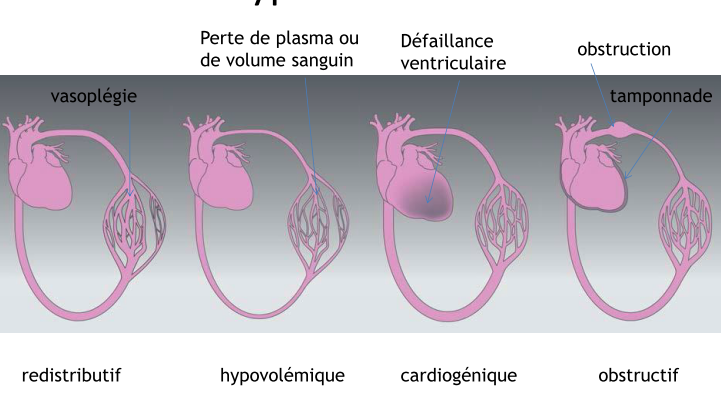 Perte de plasma ou
de volume sanguin
Défaillance
ventriculaire
obstruction
vasoplégie
tamponnade
redistributif
hypovolémique
cardiogénique
obstructif